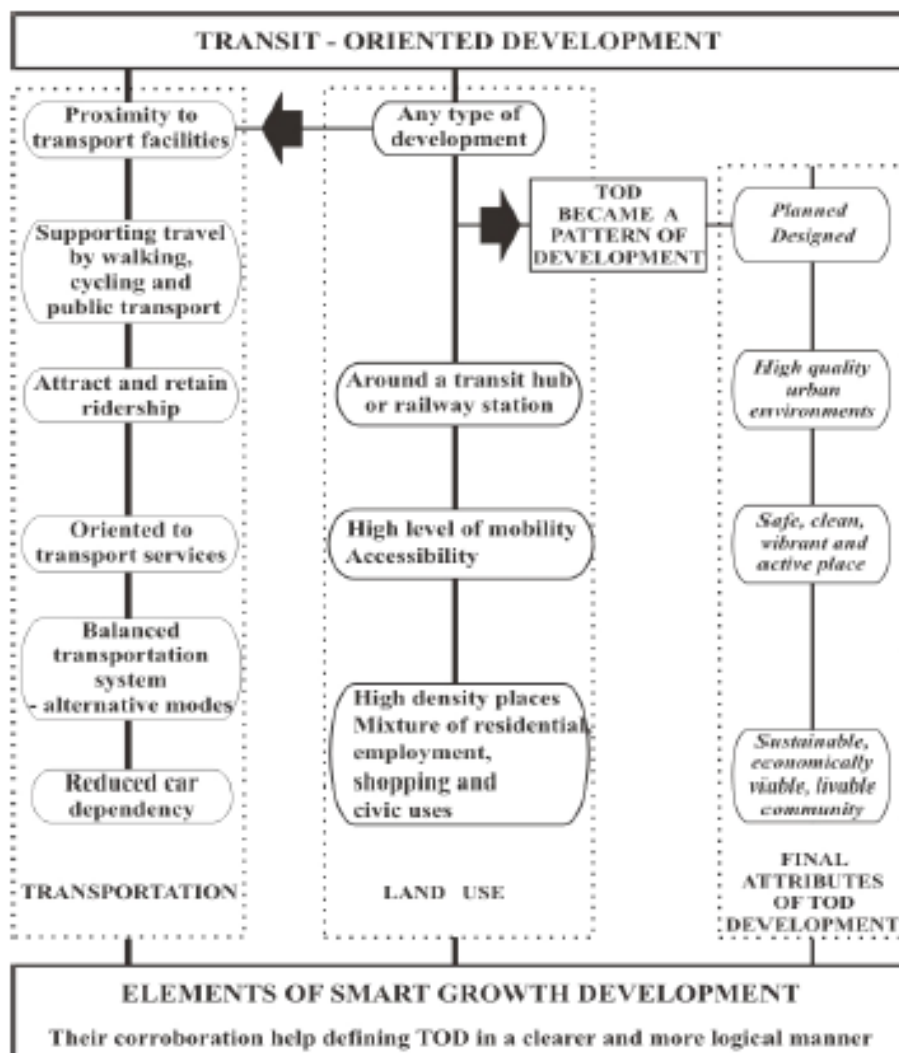 TRANSIT - ORIENTED DEVELOPMENT
Proximity to
transport facilities
Supporting travel
by walking,
cycling and
public transport
Attract and retain
ridership
Oriented to
transport services
Balanced
transportation
system
- alternative modes
Reduced car
dependency
TRANSPORTATION
Any type of
development
Around a transit hub
or railway station
High level of mobility
Accessibility
High density places
Mixture of residential
employment,
shopping and
civic uses
LAND USE
TOD
BECAME A
PATTERN OF
DEVELOPMENT
Planned
Designed
High quality
urban
environments
Safe, clean,
vibrant and
active place
Sustainable,
economically
viable, livable
community
FINAL
ATTRIBUTES
OF TOD
DEVELOPMENT
ELEMENTS OF SMART GROWTH DEVELOPMENT
Their corroboration help defining TOD in a clearer and more logical manner